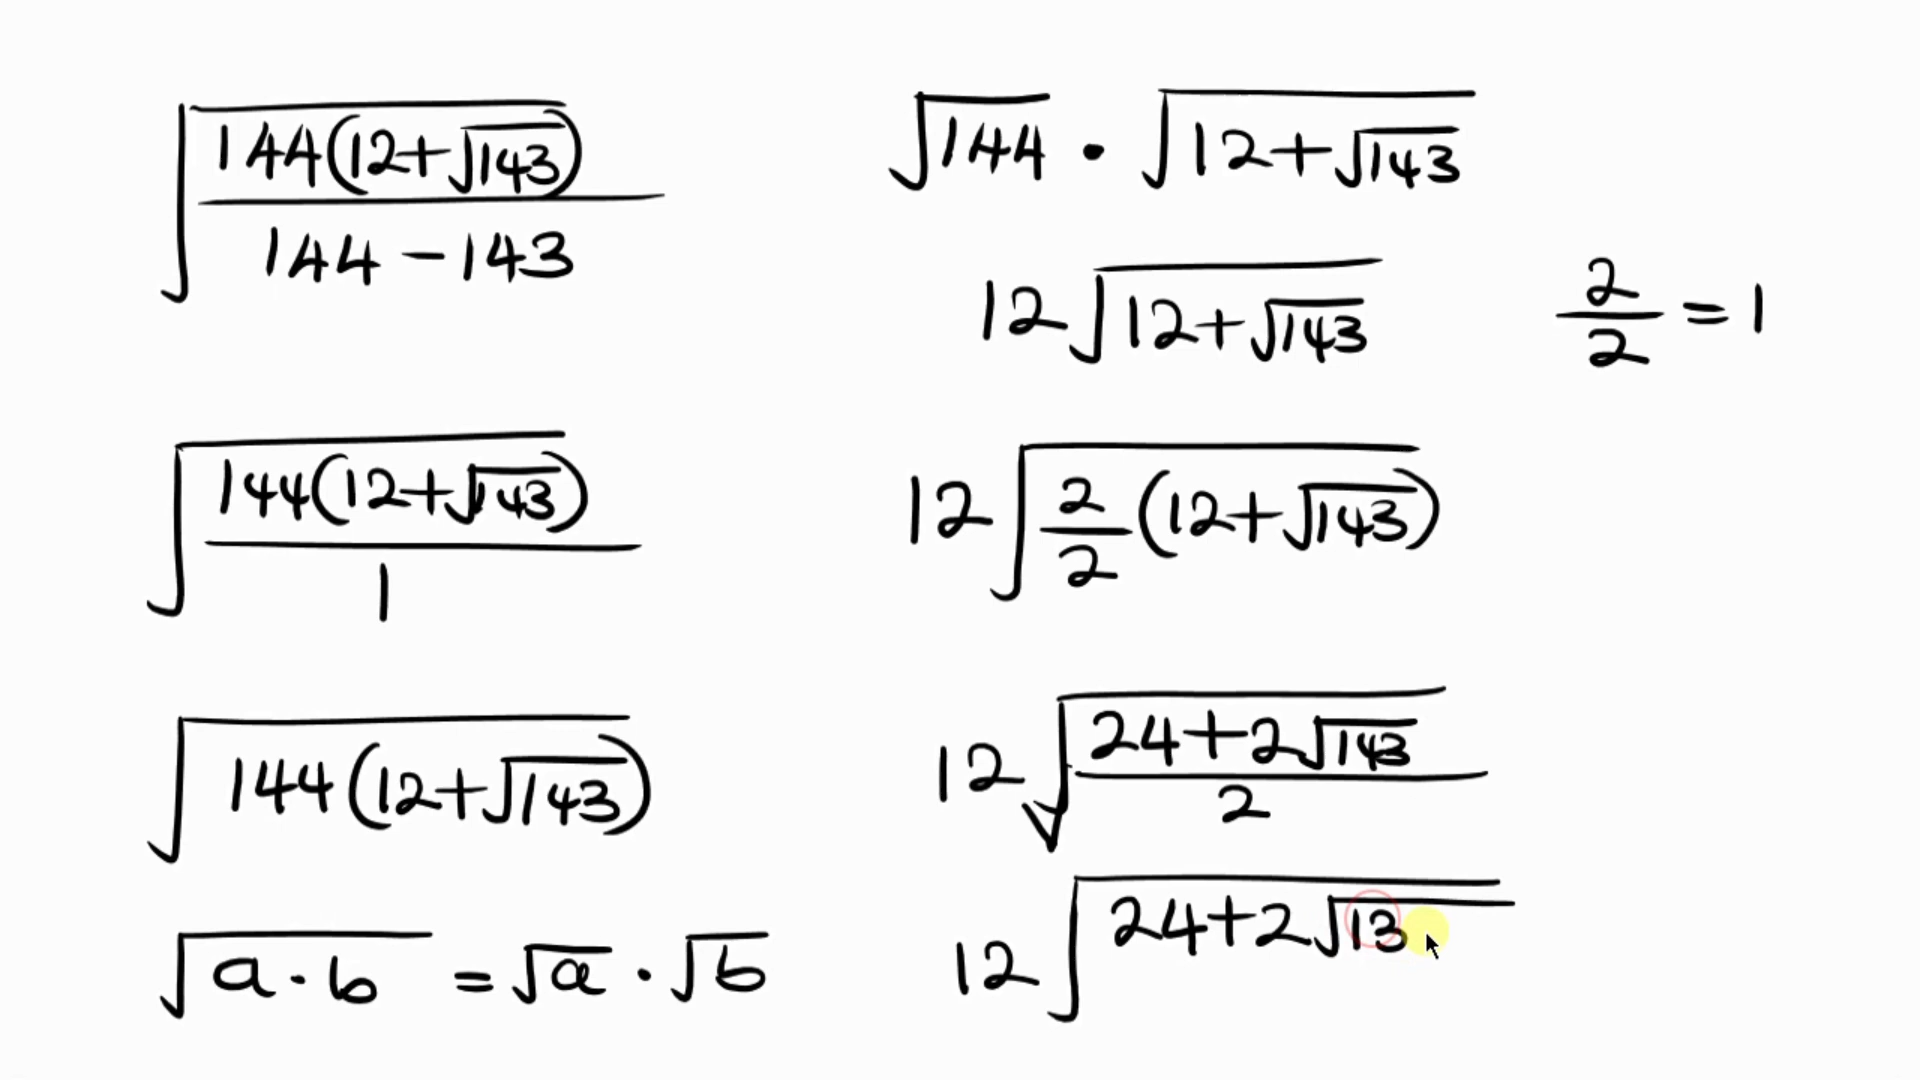 √(144(12+√143)/(144-143))
√(144(12+√143)/1)
√(144(12+√143))
√(a·b) = √a · √b
√144 · √(12+√143)
12√(12+√143)
2/2 = 1
12√(2/2(12+√143))
12√((24+2√143)/2)
12√(24+2√13